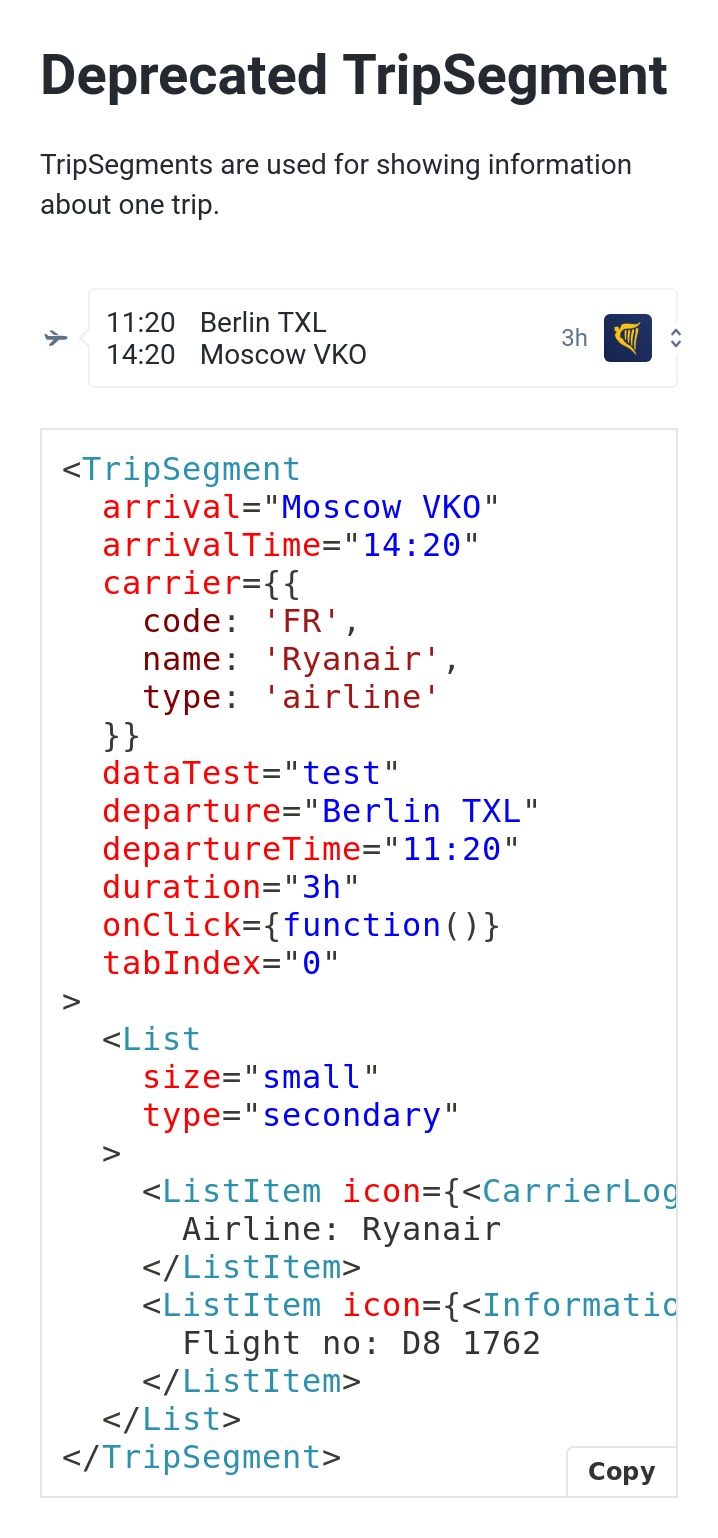 Deprecated TripSegment
TripSegments are used for showing information
about one trip.
11:20 Berlin TXL
14:20 Moscow VKO
3h
<TripSegment
  arrival="Moscow VKO"
  arrivalTime="14:20"
  carrier={{
    code: 'FR',
    name: 'Ryanair',
    type: 'airline'
  }}
  dataTest="test"
  departure="Berlin TXL"
  departureTime="11:20"
  duration="3h"
  onClick={function()}
  tabIndex="0"
>
  <List
    size="small"
    type="secondary"
  >
    <ListItem icon={<CarrierLog
      Airline: Ryanair
    </ListItem>
    <ListItem icon={<Informatio
      Flight no: D8 1762
    </ListItem>
  </List>
</TripSegment>
Copy